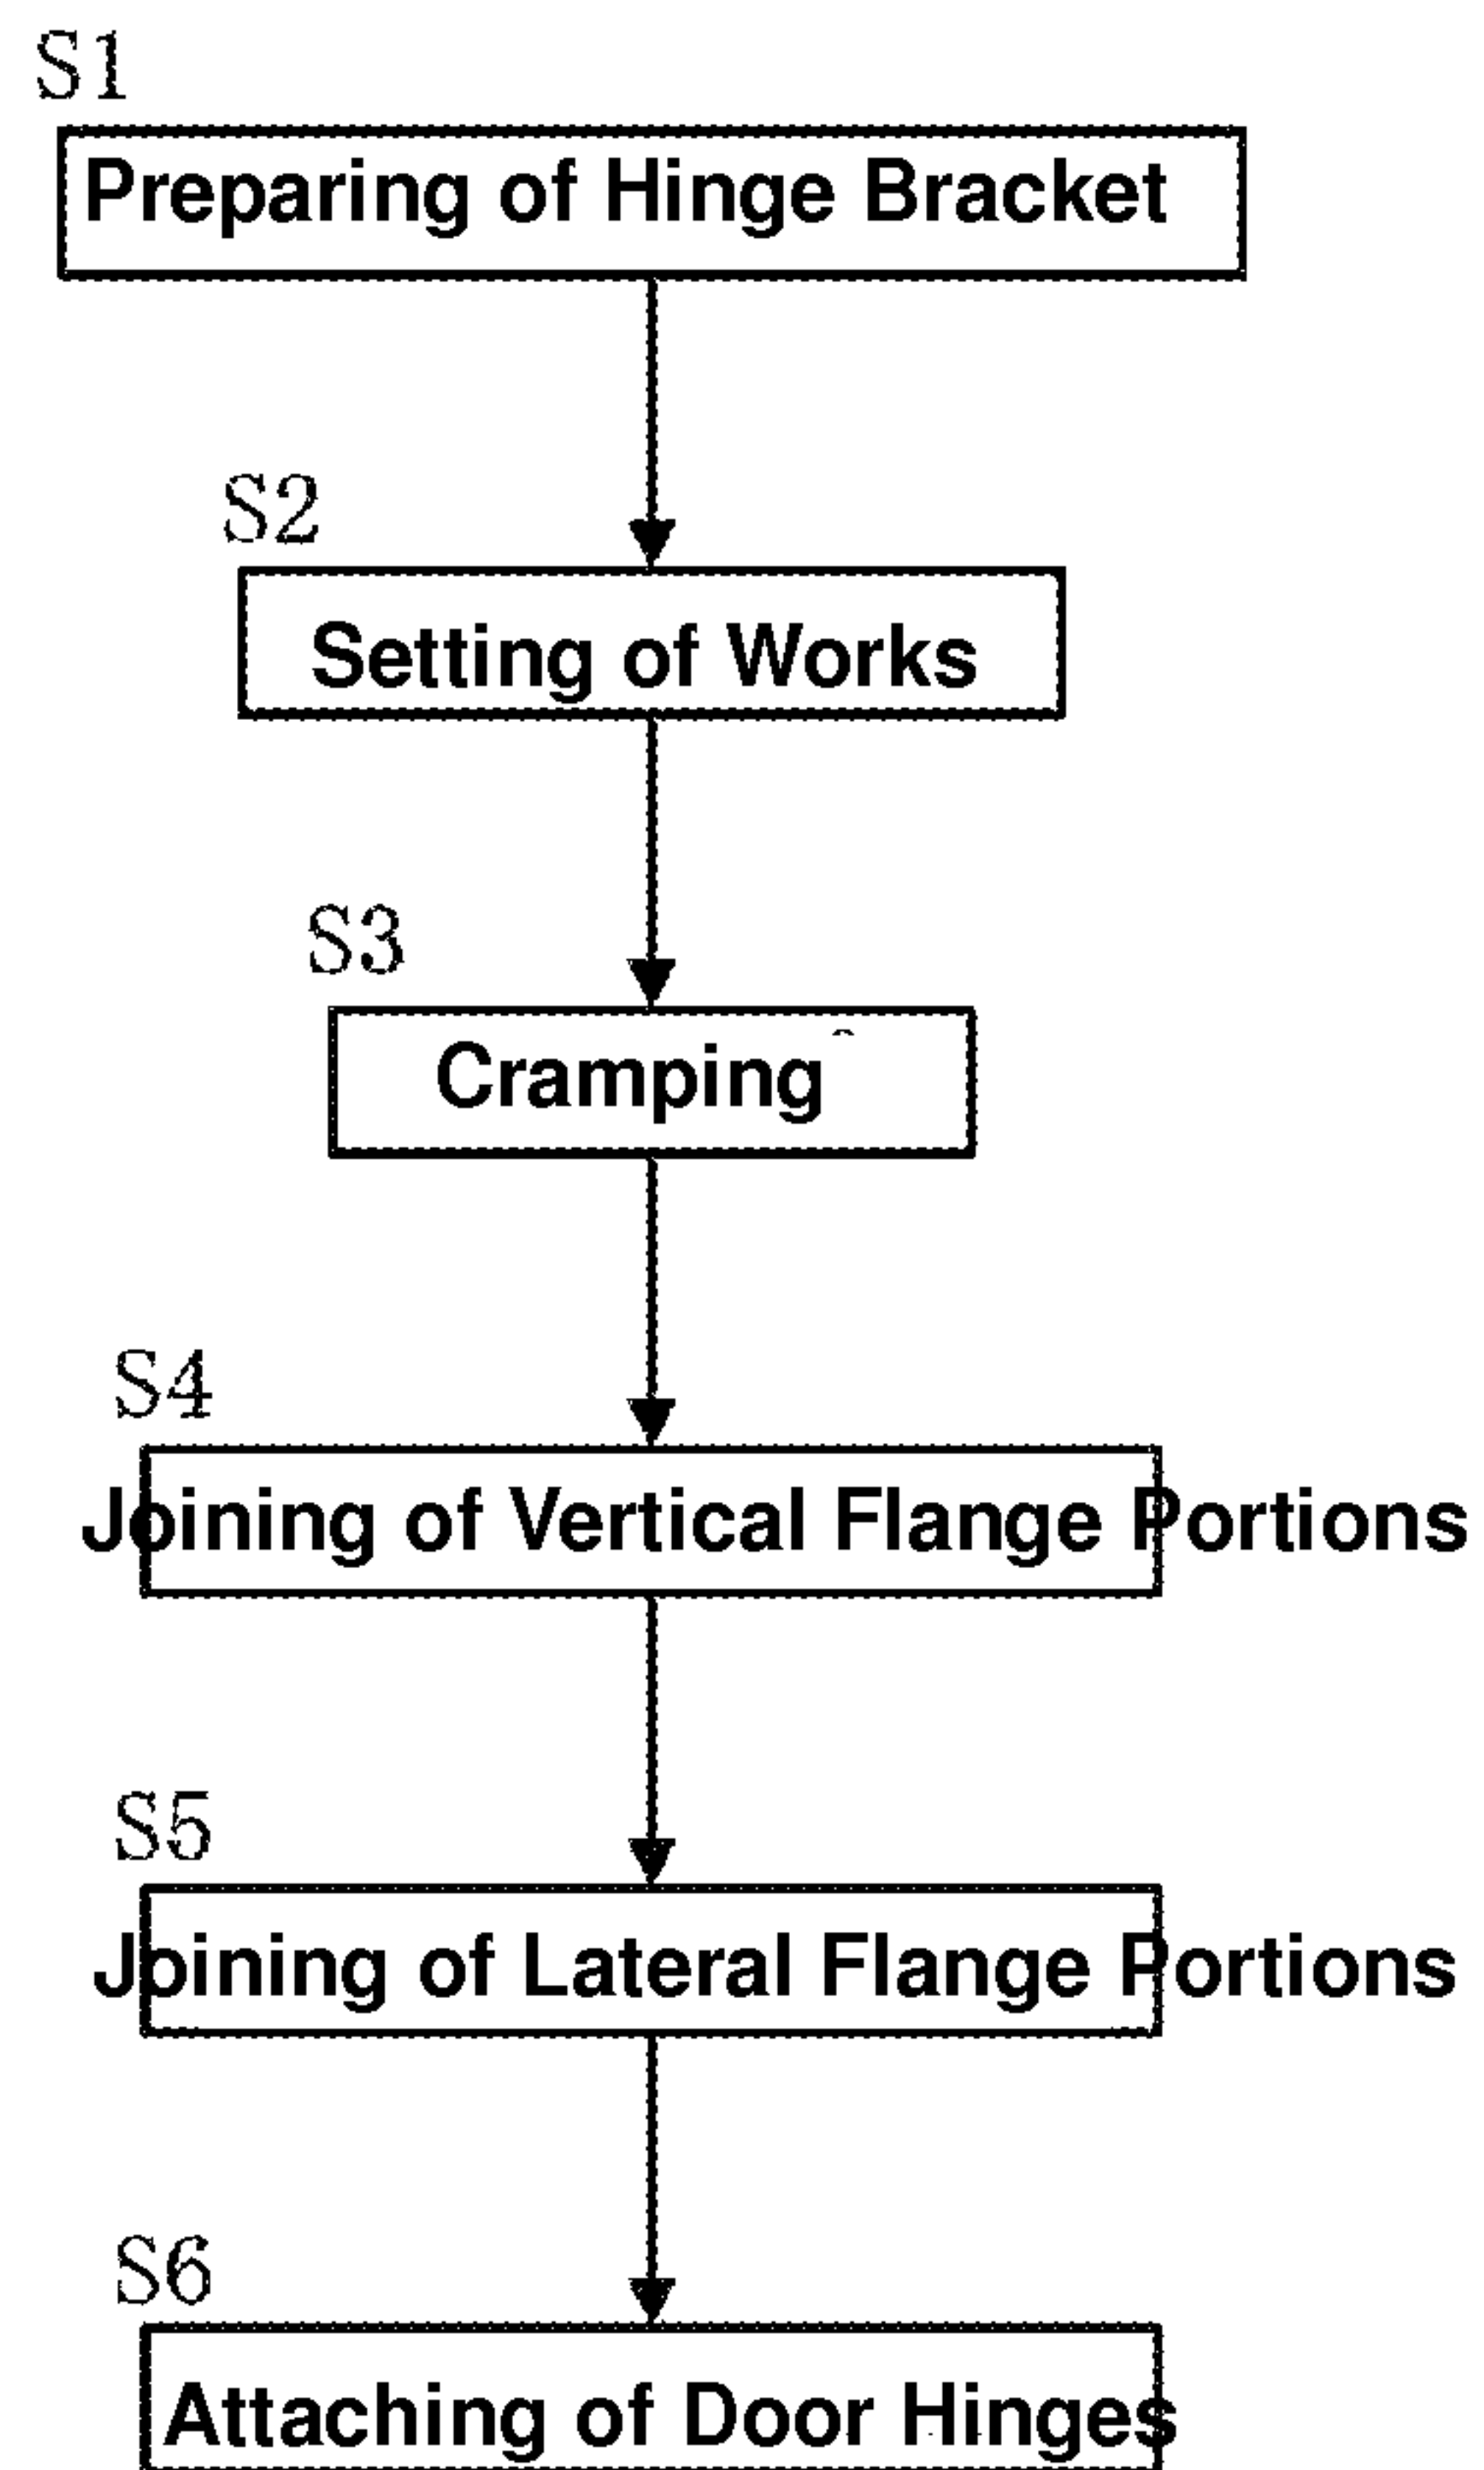 S1
Preparing of Hinge Bracket
S2
Setting of Works
S3
Cramping
S4
Joining of Vertical Flange Portions
S5
Joining of Lateral Flange Portions
S6
Attaching of Door Hinges